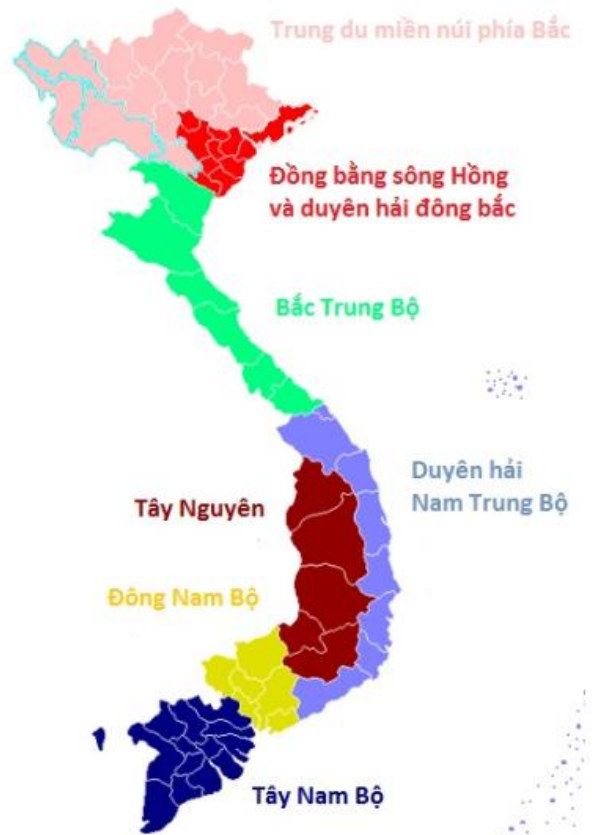 Trung du miền núi phía Bắc
Đồng bằng sông Hồng
và duyên hải đông bắc
Bắc Trung Bộ
Duyên hải
Nam Trung Bộ
Tây Nguyên
Đông Nam Bộ
Tây Nam Bộ